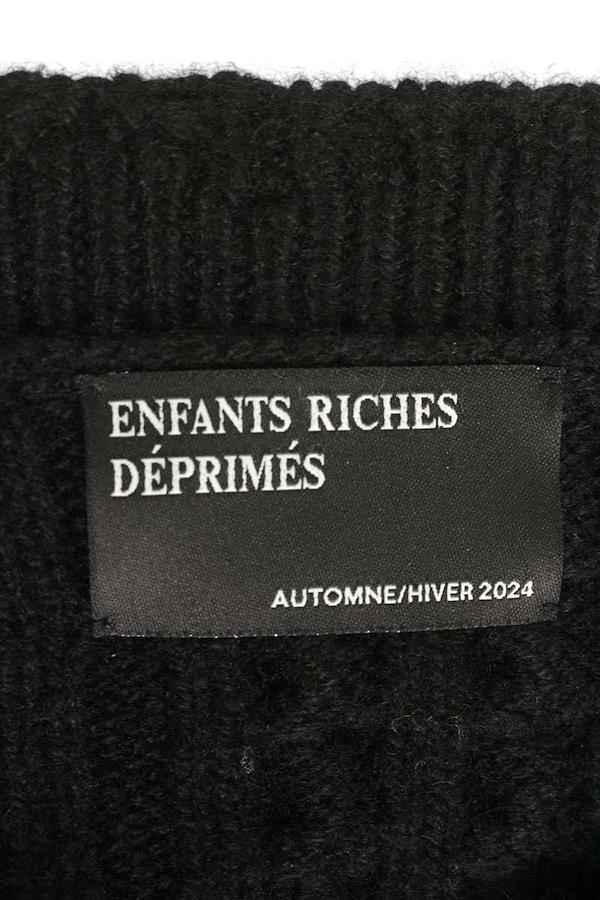 ENFANTS RICHES
DÉPRIMÉS
AUTOMNE/HIVER 2024